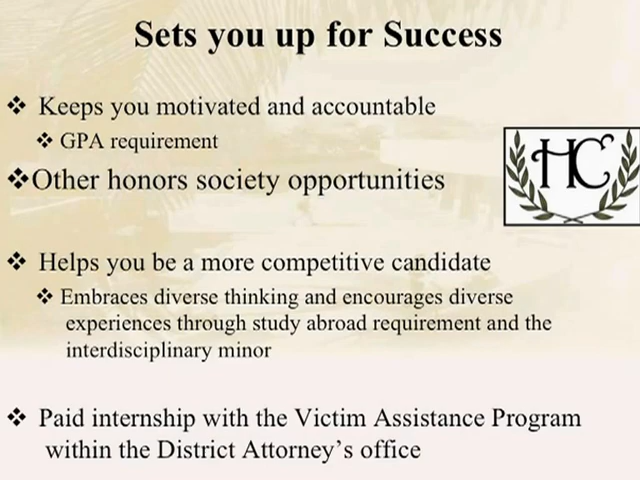 Sets you up for Success
❖ Keeps you motivated and accountable
❖ GPA requirement
❖Other honors society opportunities
HC
❖ Helps you be a more competitive candidate
❖ Embraces diverse thinking and encourages diverse
experiences through study abroad requirement and the
interdisciplinary minor
❖ Paid internship with the Victim Assistance Program
within the District Attorney’s office